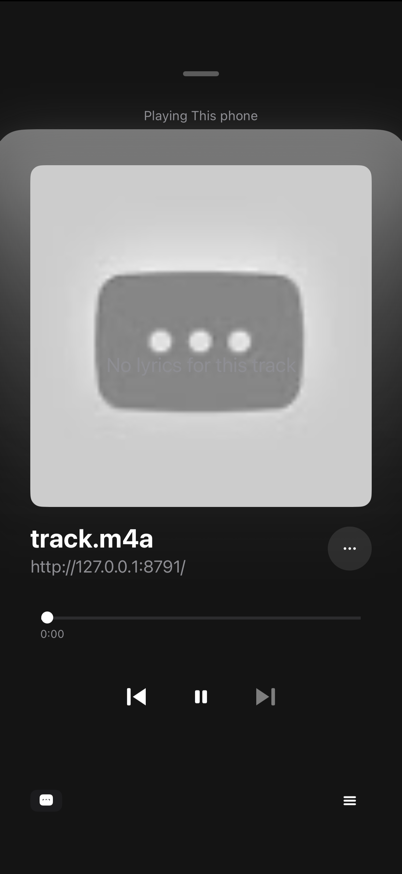 Playing This phone
No lyrics for this track
track.m4a
http://127.0.0.1:8791/
0:00